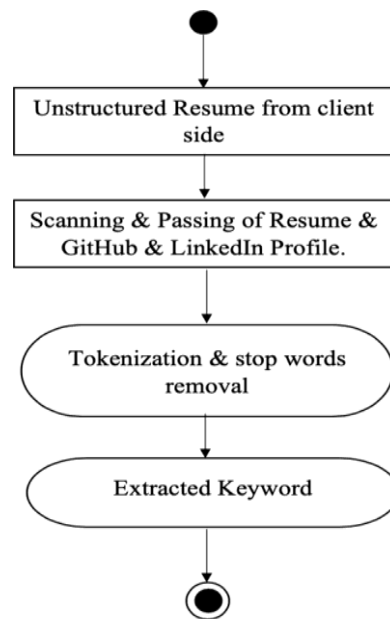 Unstructured Resume from client
side
Scanning & Passing of Resume &
GitHub & LinkedIn Profile.
Tokenization & stop words
removal
Extracted Keyword